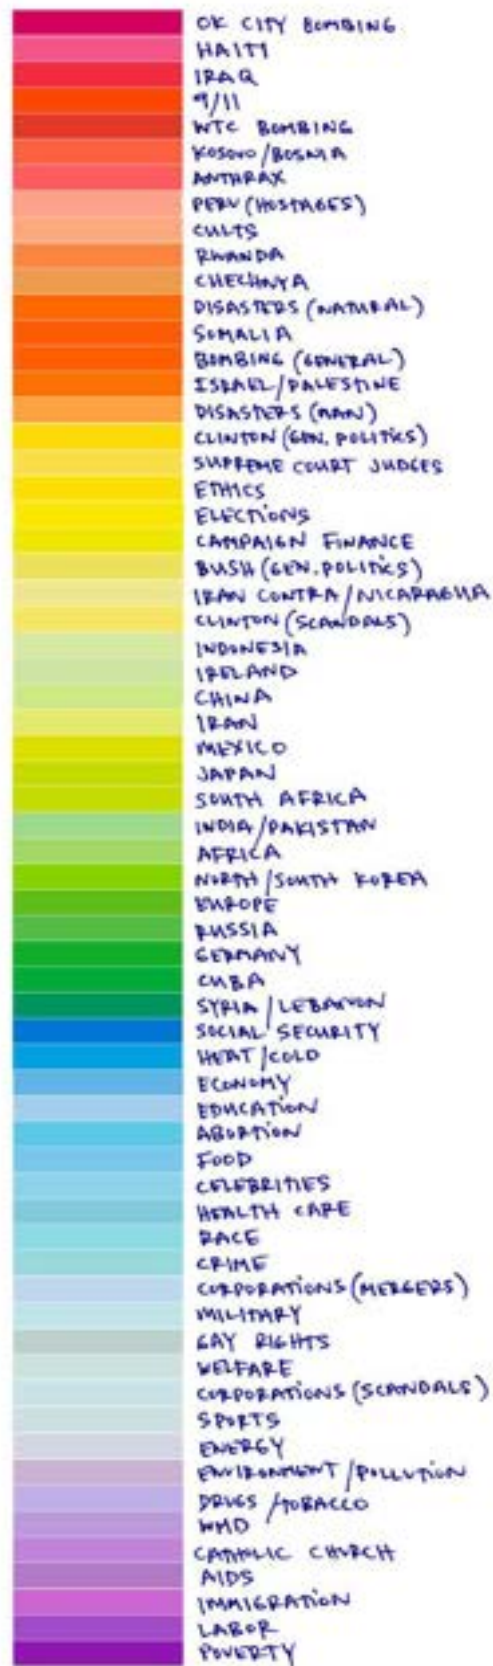 OK CITY BOMBING
HAITI
IRAQ
9/11
WTC BOMBING
KOSOVO/BOSNIA
ANTHRAX
PERU (HOSTAGES)
CULTS
RWANDA
CHECHNYA
DISASTERS (NATURAL)
SOMALIA
BOMBING (GENERAL)
ISRAEL/PALESTINE
DISASTERS (MAN)
CLINTON (GEN. POLITICS)
SUPREME COURT JUDGES
ETHICS
ELECTIONS
CAMPAIGN FINANCE
BUSH (GEN. POLITICS)
IRAN CONTRA/NICARAGUA
CLINTON (SCANDALS)
INDONESIA
IRELAND
CHINA
IRAN
MEXICO
JAPAN
SOUTH AFRICA
INDIA/PAKISTAN
AFRICA
NORTH/SOUTH KOREA
EUROPE
RUSSIA
GERMANY
CUBA
SYRIA/LEBANON
SOCIAL SECURITY
HEAT/COLD
ECONOMY
EDUCATION
ABORTION
FOOD
CELEBRITIES
HEALTH CARE
RACE
CRIME
CORPORATIONS (MERGERS)
MILITARY
GAY RIGHTS
WELFARE
CORPORATIONS (SCANDALS)
SPORTS
ENERGY
ENVIRONMENT/POLLUTION
DRUGS/TOBACCO
WMD
CATHOLIC CHURCH
AIDS
IMMIGRATION
LABOR
POVERTY